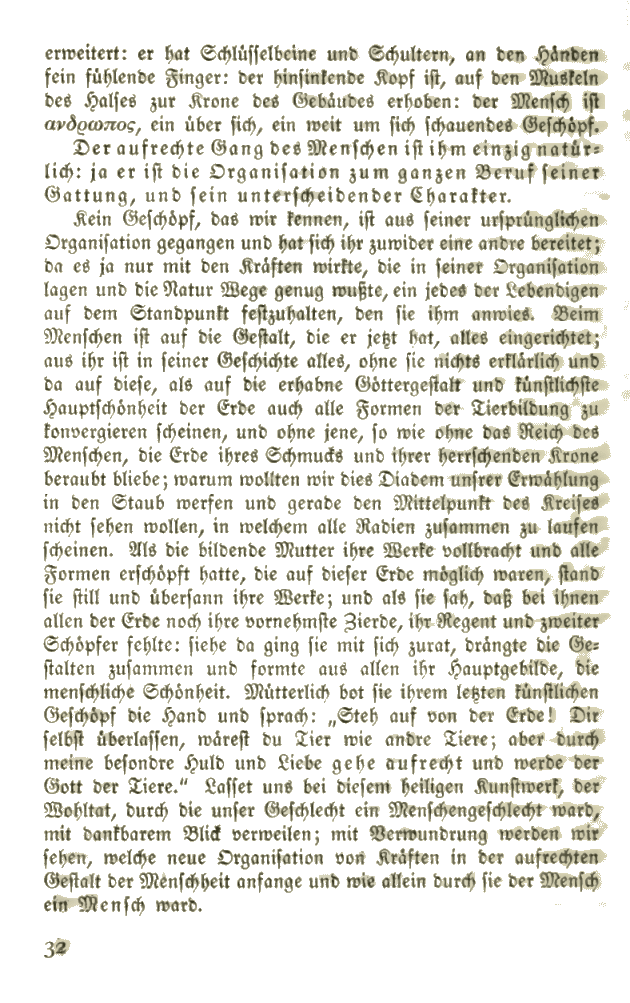 erweitert: er hat Schlüsselbeine und Schultern, an den Händen
fein fühlende Finger: der hinsinkende Kopf ist, auf den Muskeln
des Halses zur Krone des Gebäudes erhoben: der Mensch ist
ανδρωπος, ein über sich, ein weit um sich schauendes Geschöpf.
Der aufrechte Gang des Menschen ist ihm einzig natür-
lich: ja er ist die Organisation zum ganzen Beruf seiner
Gattung, und sein unterscheidender Charakter.
Kein Geschöpf, das wir kennen, ist aus seiner ursprünglichen
Organisation gegangen und hat sich ihr zuwider eine andre bereitet;
da es ja nur mit den Kräften wirkte, die in seiner Organisation
lagen und die Natur Wege genug wußte, ein jedes der Lebendigen
auf dem Standpunkt festzuhalten, den sie ihm anwies. Beim
Menschen ist auf die Gestalt, die er jetzt hat, alles eingerichtet;
aus ihr ist in seiner Geschichte alles, ohne sie nichts erklärlich und
da auf diese, als auf die erhabne Göttergestalt und künstlichste
Hauptschönheit der Erde auch alle Formen der Tierbildung zu
konvergieren scheinen, und ohne jene, so wie ohne das Reich des
Menschen, die Erde ihres Schmucks und ihrer herrschenden Krone
beraubt bliebe; warum wollten wir dies Diadem unsrer Erwählung
in den Staub werfen und gerade den Mittelpunkt des Kreises
nicht sehen wollen, in welchem alle Radien zusammen zu laufen
scheinen. Als die bildende Mutter ihre Werke vollbracht und alle
Formen erschöpft hatte, die auf dieser Erde möglich waren, stand
sie still und übersann ihre Werke; und als sie sah, daß bei ihnen
allen der Erde noch ihre vornehmste Zierde, ihr Regent und zweiter
Schöpfer fehlte: siehe da ging sie mit sich zurat, drängte die Ge-
stalten zusammen und formte aus allen ihr Hauptgebilde, die
menschliche Schönheit. Mütterlich bot sie ihrem letzten künstlichen
Geschöpf die Hand und sprach: „Steh auf von der Erde! Dir
selbst überlassen, wärest du Tier wie andre Tiere; aber durch
meine besondre Huld und Liebe gehe aufrecht und werde der
Gott der Tiere.“ Lasset uns bei diesem heiligen Kunstwerk, der
Wohltat, durch die unser Geschlecht ein Menschengeschlecht ward,
mit dankbarem Blick verweilen; mit Verwundrung werden wir
sehen, welche neue Organisation von Kräften in der aufrechten
Gestalt der Menschheit anfange und wie allein durch sie der Mensch
ein Mensch ward.
32